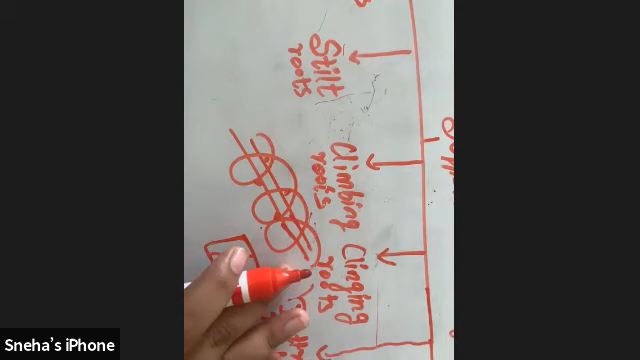 Stilt
roots
Climbing
roots
Clinging
roots
Sneha's iPhone